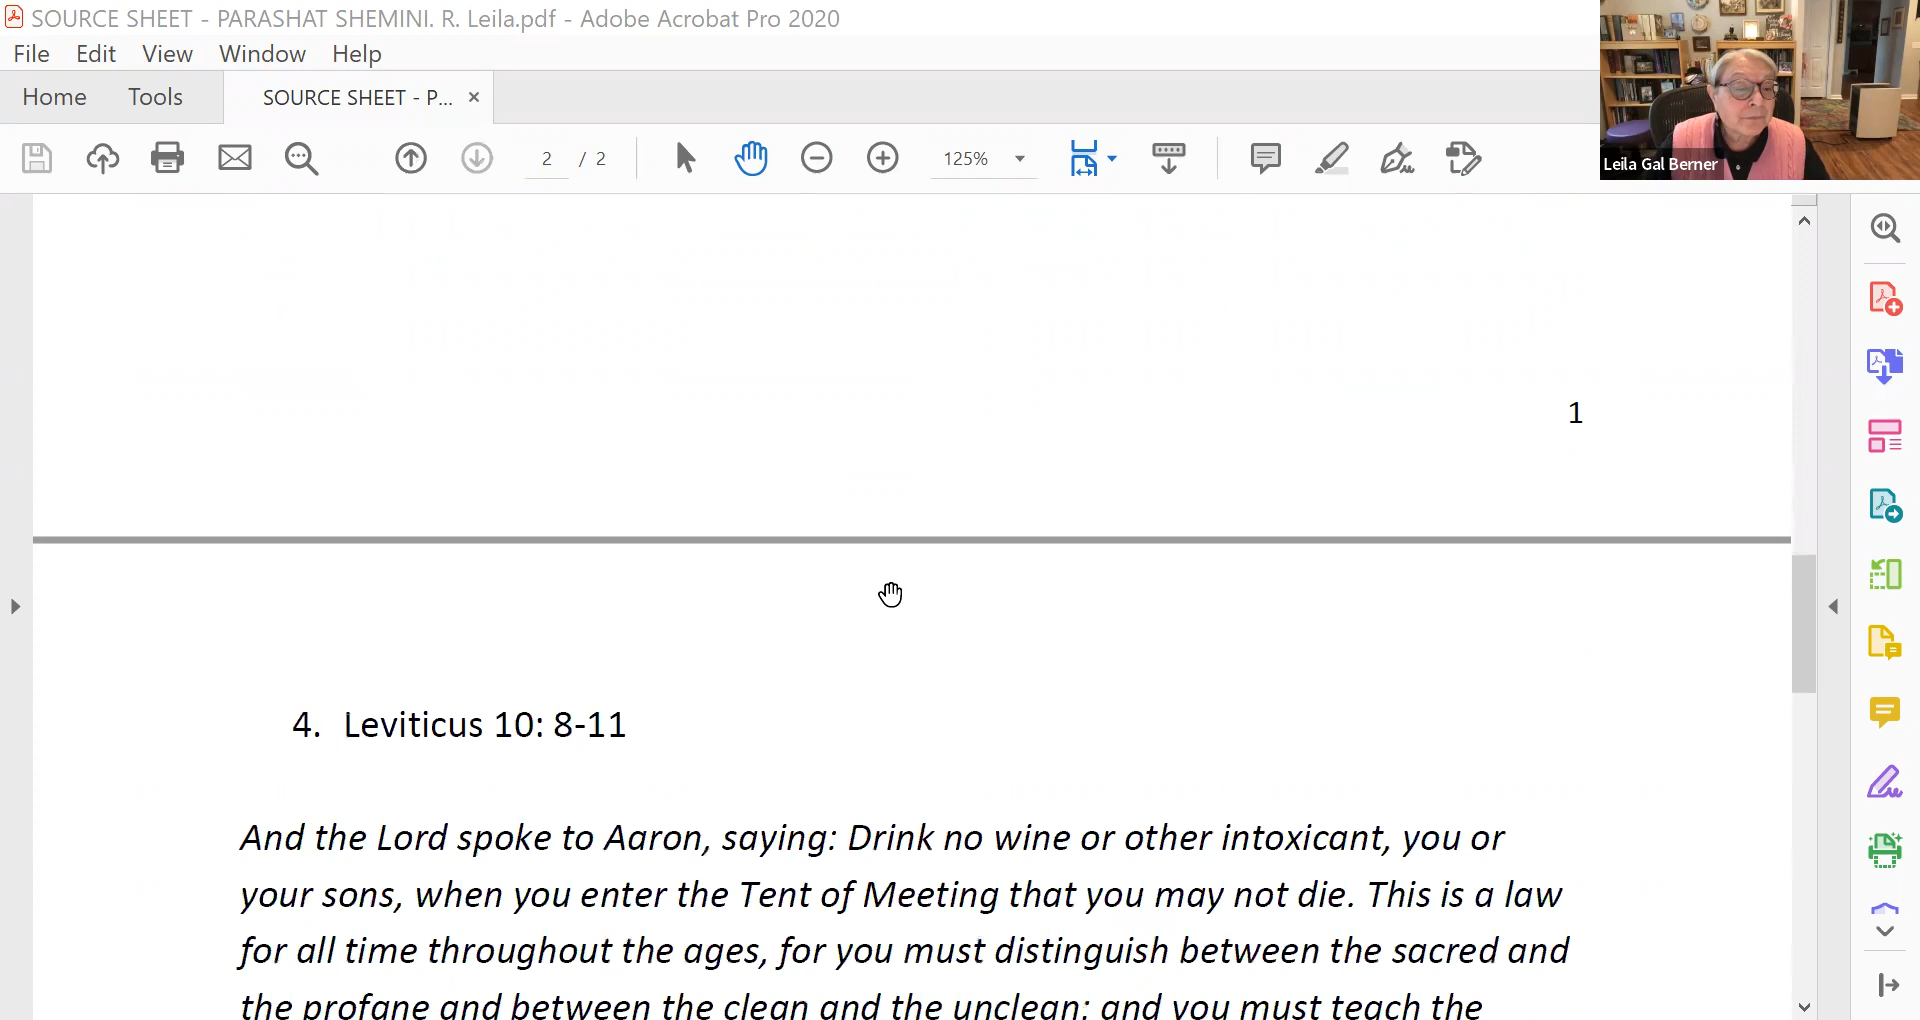 SOURCE SHEET - PARASHAT SHEMINI. R. Leila.pdf - Adobe Acrobat Pro 2020
File Edit View Window Help
Home Tools SOURCE SHEET - P... ×
2 / 2 125%
Leila Gal Berner
1
4. Leviticus 10: 8-11
And the Lord spoke to Aaron, saying: Drink no wine or other intoxicant, you or
your sons, when you enter the Tent of Meeting that you may not die. This is a law
for all time throughout the ages, for you must distinguish between the sacred and
the profane and between the clean and the unclean; and you must teach the